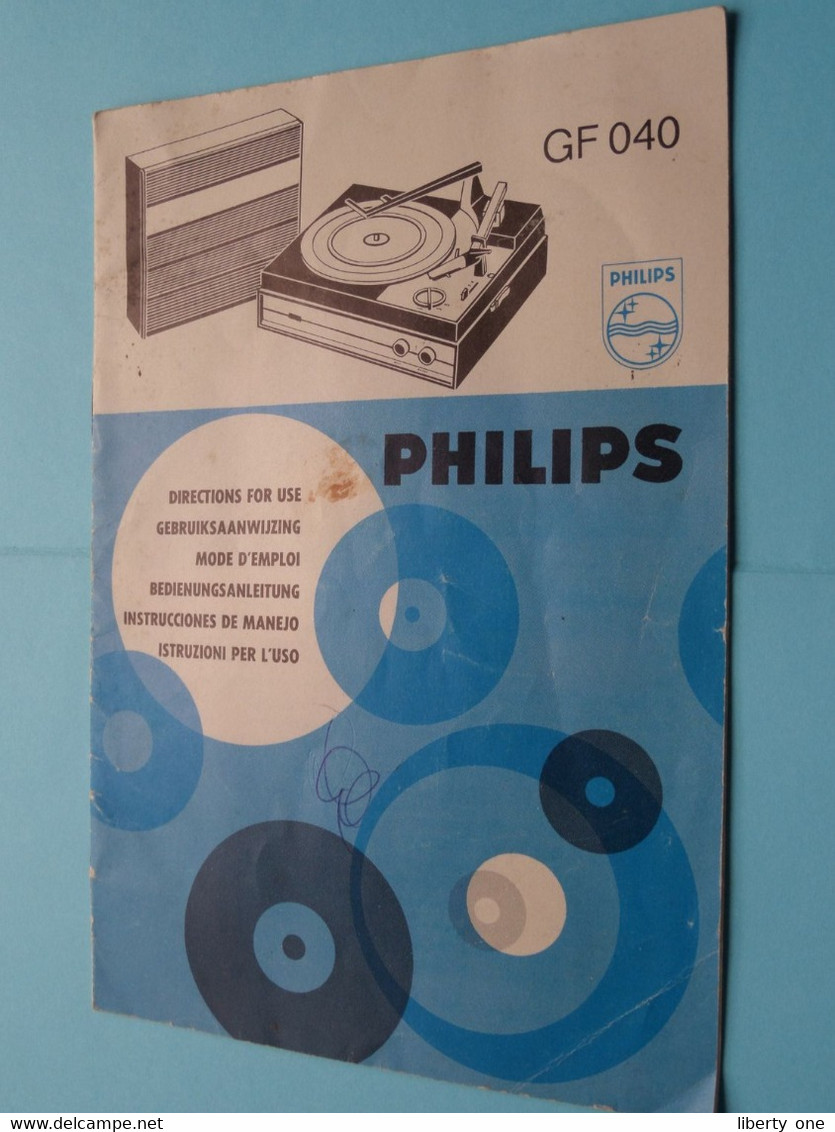 GF 040
PHILIPS
PHILIPS
DIRECTIONS FOR USE
GEBRUIKSAANWIJZING
MODE D'EMPLOI
BEDIENUNGSANLEITUNG
INSTRUCCIONES DE MANEJO
ISTRUZIONI PER L'USO
www.delcampe.net
liberty one